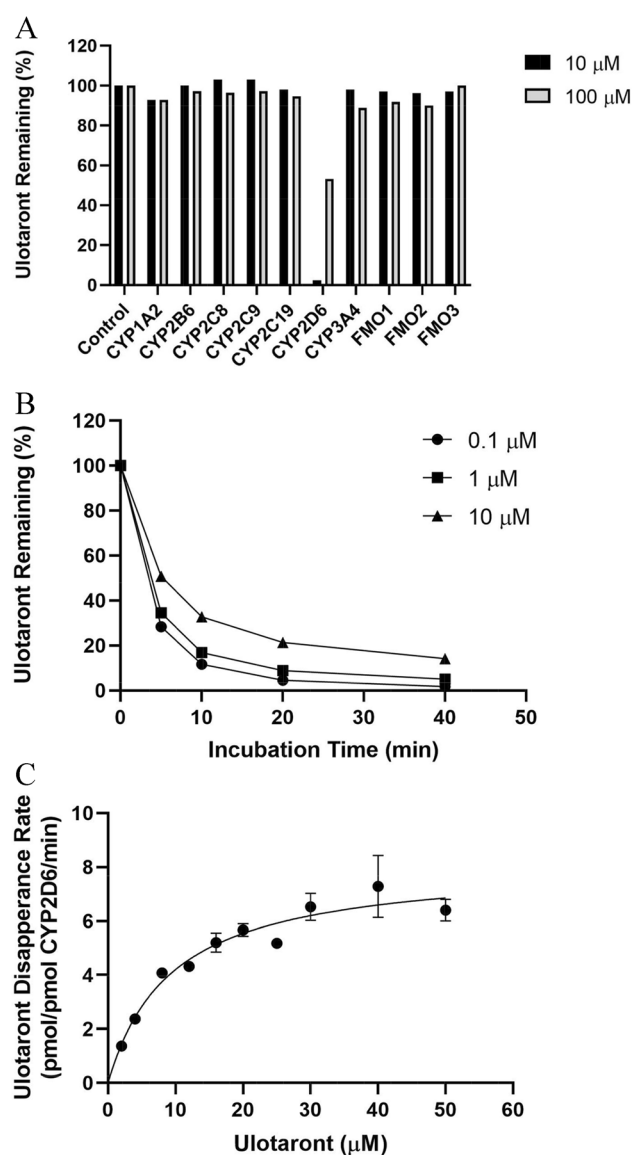 A
Ulotaront Remaining (%)
120
100
80
60
40
20
0
10 μM
100 μM
Control
CYP1A2
CYP2B6
CYP2C8
CYP2C9
CYP2C19
CYP2D6
CYP3A4
FMO1
FMO2
FMO3
B
Ulotaront Remaining (%)
120
100
80
60
40
20
0
0.1 μM
1 μM
10 μM
0 10 20 30 40 50
Incubation Time (min)
C
Ulotaront Disapperance Rate
(pmol/pmol CYP2D6/min)
10
8
6
4
2
0
0 10 20 30 40 50 60
Ulotaront (μM)